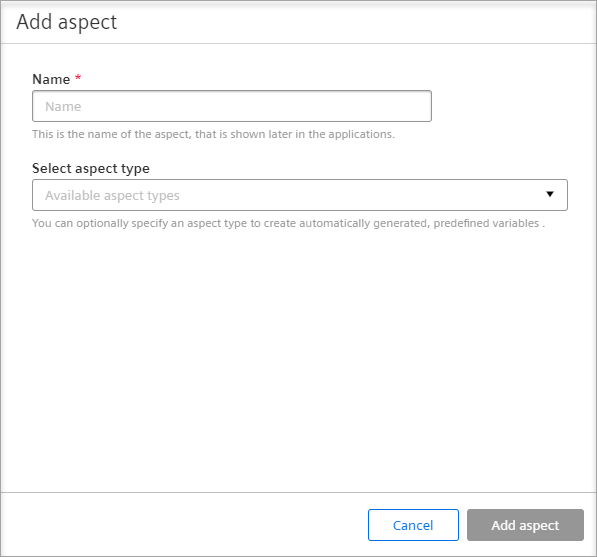 Add aspect
Name *
Name
This is the name of the aspect, that is shown later in the applications.
Select aspect type
Available aspect types
You can optionally specify an aspect type to create automatically generated, predefined variables .
Cancel
Add aspect